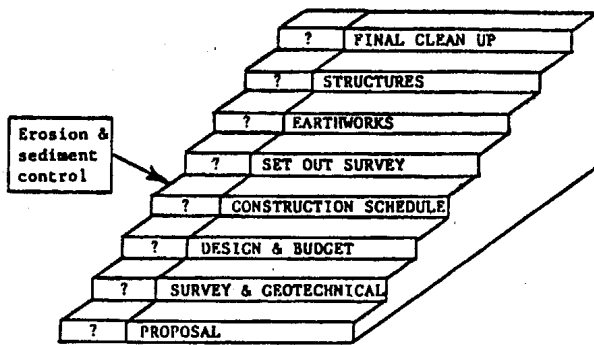 ? FINAL CLEAN UP
? STRUCTURES
? EARTHWORKS
Erosion &
sediment
control
? SET OUT SURVEY
? CONSTRUCTION SCHEDULE
? DESIGN & BUDGET
? SURVEY & GEOTECHNICAL
? PROPOSAL